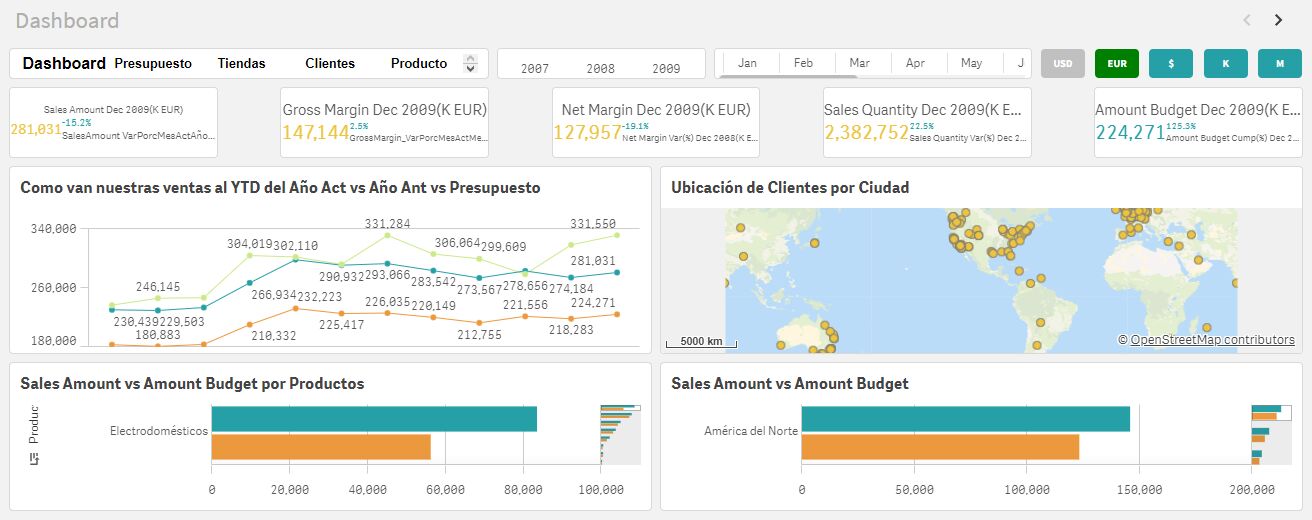 Dashboard
Dashboard Presupuesto Tiendas Clientes Producto
2007 2008 2009
Jan Feb Mar Apr May J
USD EUR $ K M
Sales Amount Dec 2009(K EUR)
281,031 -15.2%
SalesAmount VarPorcMesActAño...
Gross Margin Dec 2009(K EUR)
147,144 2.5%
GrossMargin_VarPorcMesActMe...
Net Margin Dec 2009(K EUR)
127,957 -19.1%
Net Margin Var(%) Dec 2008(K E...
Sales Quantity Dec 2009(K E...
2,382,752 22.5%
Sales Quantity Var(%) Dec 2...
Amount Budget Dec 2009(K E...
224,271 125.3%
Amount Budget Cump(%) Dec 2...
Como van nuestras ventas al YTD del Año Act vs Año Ant vs Presupuesto
340,000
260,000
180,000
331,284 331,550
304,019 302,110 306,064 299,609
246,145 290,932 293,066 283,542 273,567 278,656 274,184 281,031
230,439 229,503 266,934 232,223 226,035 220,149 221,556 224,271
180,883 210,332 225,417 212,755 218,283
Ubicación de Clientes por Ciudad
5000 km
© OpenStreetMap contributors
Sales Amount vs Amount Budget por Productos
Produc
Electrodomésticos
0 20,000 40,000 60,000 80,000 100,000
Sales Amount vs Amount Budget
América del Norte
0 50,000 100,000 150,000 200,000